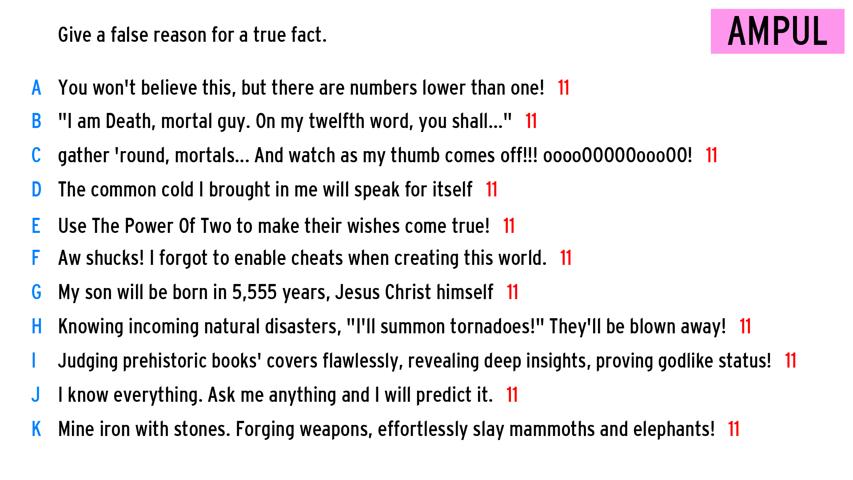 Give a false reason for a true fact.
AMPUL
A You won't believe this, but there are numbers lower than one! 11
B "I am Death, mortal guy. On my twelfth word, you shall..." 11
C gather 'round, mortals... And watch as my thumb comes off!!! oooo00000ooo00! 11
D The common cold I brought in me will speak for itself 11
E Use The Power Of Two to make their wishes come true! 11
F Aw shucks! I forgot to enable cheats when creating this world. 11
G My son will be born in 5,555 years, Jesus Christ himself 11
H Knowing incoming natural disasters, "I'll summon tornadoes!" They'll be blown away! 11
I Judging prehistoric books' covers flawlessly, revealing deep insights, proving godlike status! 11
J I know everything. Ask me anything and I will predict it. 11
K Mine iron with stones. Forging weapons, effortlessly slay mammoths and elephants! 11